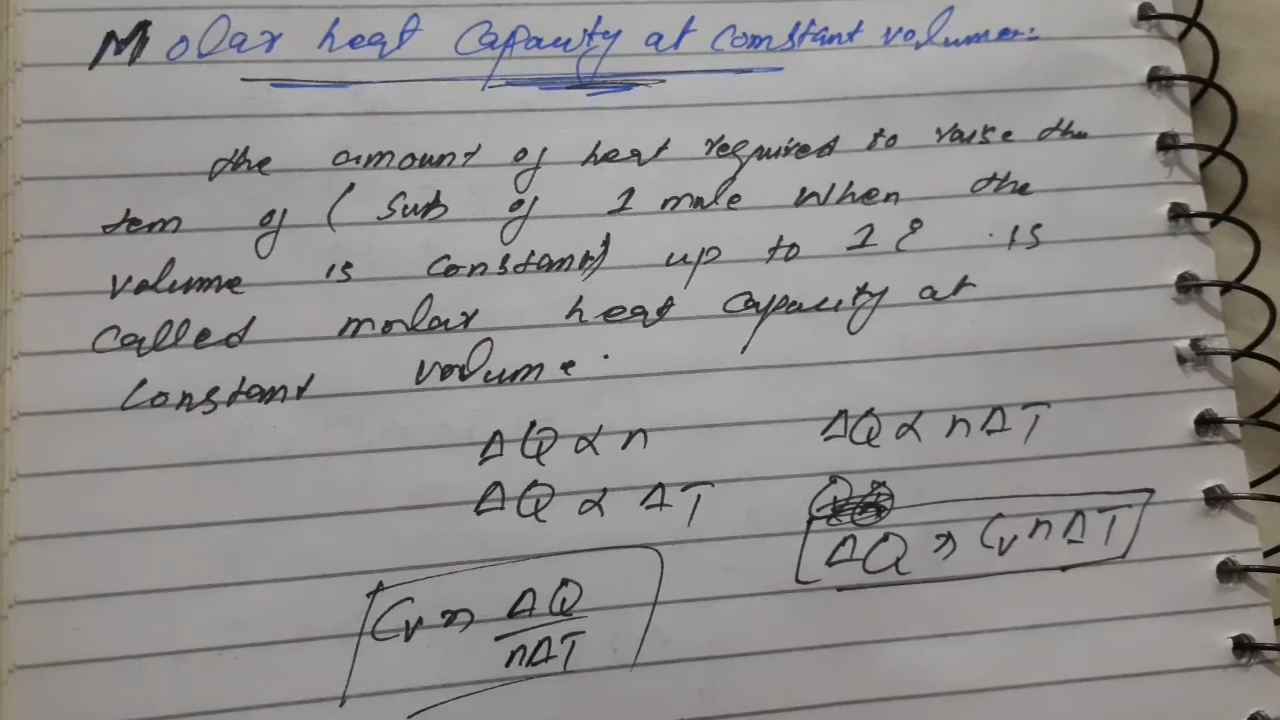 Molar heat Capacity at constant volume:
the amount of heat required to raise the
tem of (Sub of 1 mole when the
volume is constant) up to 1 is
called molar heat capacity at
constant volume.
ΔQ ∝ n ΔQ ∝ nΔT
ΔQ ∝ ΔT
ΔQ = CvnΔT
Cv = ΔQ/nΔT